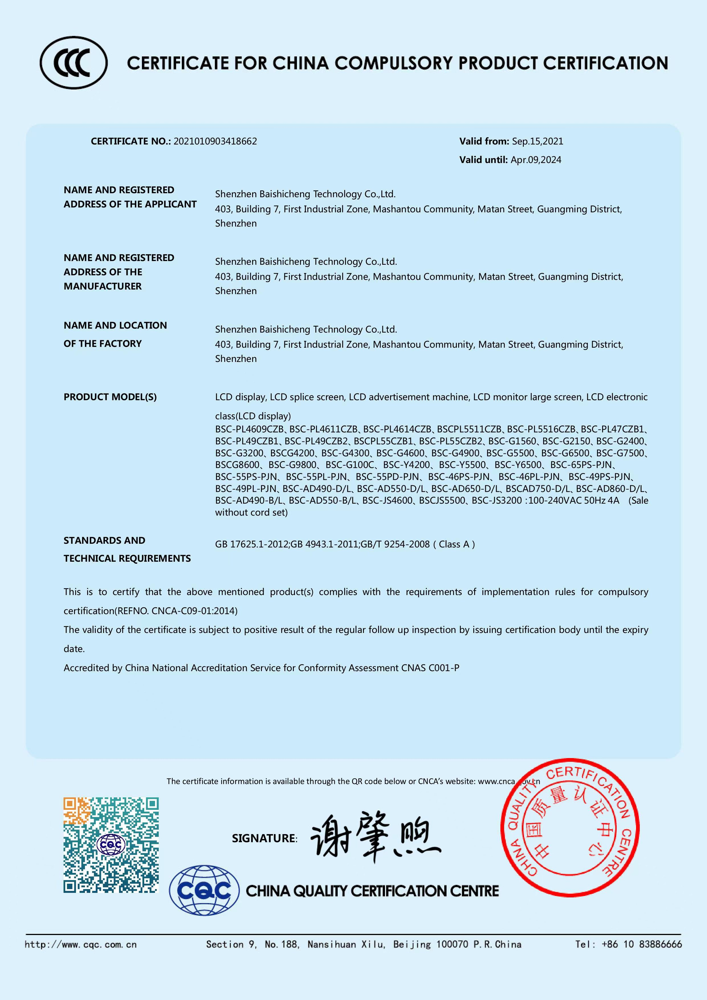 CCC
CERTIFICATE FOR CHINA COMPULSORY PRODUCT CERTIFICATION
CERTIFICATE NO.: 2021010903418662
Valid from: Sep.15,2021
Valid until: Apr.09,2024
NAME AND REGISTERED
ADDRESS OF THE APPLICANT
Shenzhen Baishicheng Technology Co.,Ltd.
403, Building 7, First Industrial Zone, Mashantou Community, Matan Street, Guangming District,
Shenzhen
NAME AND REGISTERED
ADDRESS OF THE
MANUFACTURER
Shenzhen Baishicheng Technology Co.,Ltd.
403, Building 7, First Industrial Zone, Mashantou Community, Matan Street, Guangming District,
Shenzhen
NAME AND LOCATION
OF THE FACTORY
Shenzhen Baishicheng Technology Co.,Ltd.
403, Building 7, First Industrial Zone, Mashantou Community, Matan Street, Guangming District,
Shenzhen
PRODUCT MODEL(S)
LCD display, LCD splice screen, LCD advertisement machine, LCD monitor large screen, LCD electronic
class(LCD display)
BSC-PL4609CZB、BSC-PL4611CZB、BSC-PL4614CZB、BSCPL5511CZB、BSC-PL5516CZB、BSC-PL47CZB1、
BSC-PL49CZB1、BSC-PL49CZB2、BSCPL55CZB1、BSC-PL55CZB2、BSC-G1560、BSC-G2150、BSC-G2400、
BSC-G3200、BSCG4200、BSC-G4300、BSC-G4600、BSC-G4900、BSC-G5500、BSC-G6500、BSC-G7500、
BSCG8600、BSC-G9800、BSC-G100C、BSC-Y4200、BSC-Y5500、BSC-Y6500、BSC-65PS-PJN、
BSC-55PS-PJN、BSC-55PL-PJN、BSC-55PD-PJN、BSC-46PS-PJN、BSC-46PL-PJN、BSC-49PS-PJN、
BSC-49PL-PJN、BSC-AD490-D/L、BSC-AD550-D/L、BSC-AD650-D/L、BSCAD750-D/L、BSC-AD860-D/L、
BSC-AD490-B/L、BSC-AD550-B/L、BSC-JS4600、BSCJS5500、BSC-JS3200 :100-240VAC 50Hz 4A (Sale
without cord set)
STANDARDS AND
TECHNICAL REQUIREMENTS
GB 17625.1-2012;GB 4943.1-2011;GB/T 9254-2008 ( Class A )
This is to certify that the above mentioned product(s) complies with the requirements of implementation rules for compulsory
certification(REFNO. CNCA-C09-01:2014)
The validity of the certificate is subject to positive result of the regular follow up inspection by issuing certification body until the expiry
date.
Accredited by China National Accreditation Service for Conformity Assessment CNAS C001-P
The certificate information is available through the QR code below or CNCA’s website: www.cnca.gov.cn
CQC
SIGNATURE: 谢肇煦
CHINA QUALITY CERTIFICATION CENTRE
中国质量认证中心
CQC CHINA QUALITY CERTIFICATION CENTRE
http://www.cqc.com.cn
Section 9, No.188, Nansihuan Xilu, Beijing 100070 P.R.China
Tel: +86 10 83886666